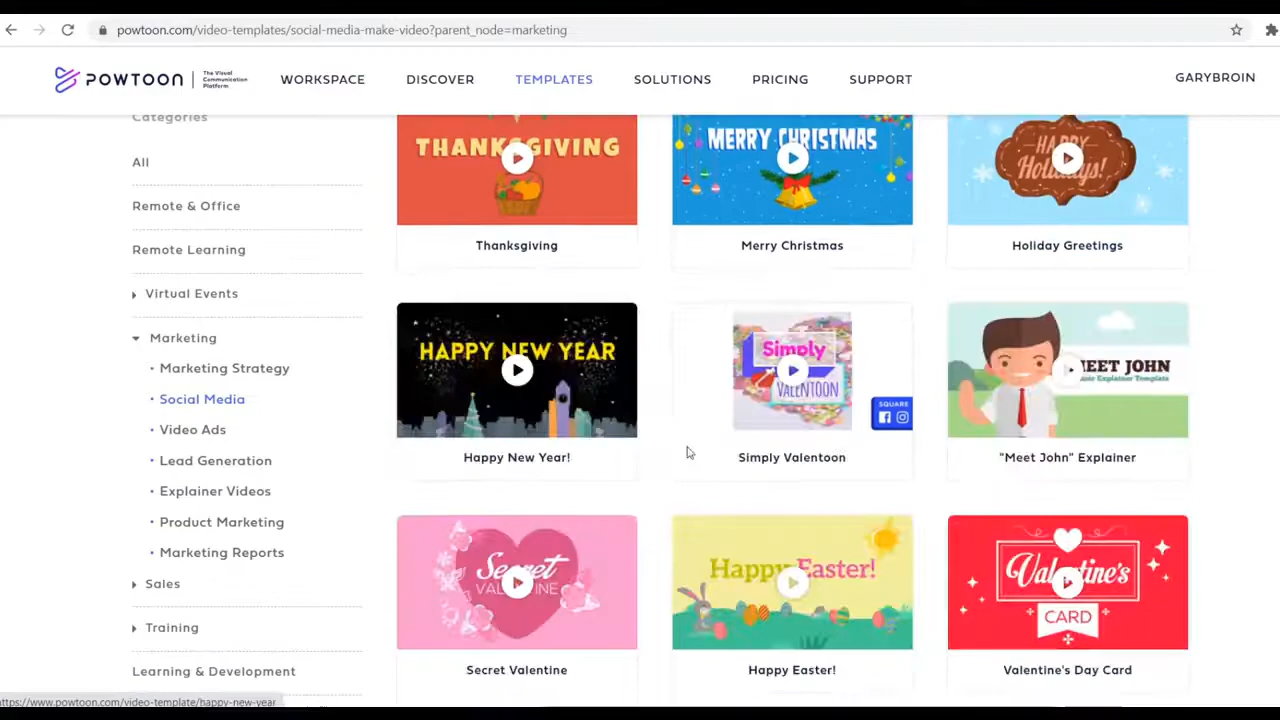 powtoon.com/video-templates/social-media-make-video?parent_node=marketing
POWTOON
The Visual
Communication
Platform
WORKSPACE
DISCOVER
TEMPLATES
SOLUTIONS
PRICING
SUPPORT
GARYBROIN
Categories
All
Remote & Office
Remote Learning
Virtual Events
Marketing
Marketing Strategy
Social Media
Video Ads
Lead Generation
Explainer Videos
Product Marketing
Marketing Reports
Sales
Training
Learning & Development
THANKSGIVING
Thanksgiving
MERRY CHRISTMAS
Merry Christmas
HAPPY
Holidays!
Holiday Greetings
HAPPY NEW YEAR
Happy New Year!
Simply
VALENTOON
SQUARE
Simply Valentoon
MEET JOHN
Explainer Template
"Meet John" Explainer
Secret
VALENTINE
Secret Valentine
Happy Easter!
Happy Easter!
Valentine's
CARD
Valentine's Day Card
https://www.powtoon.com/video-template/happy-new-year